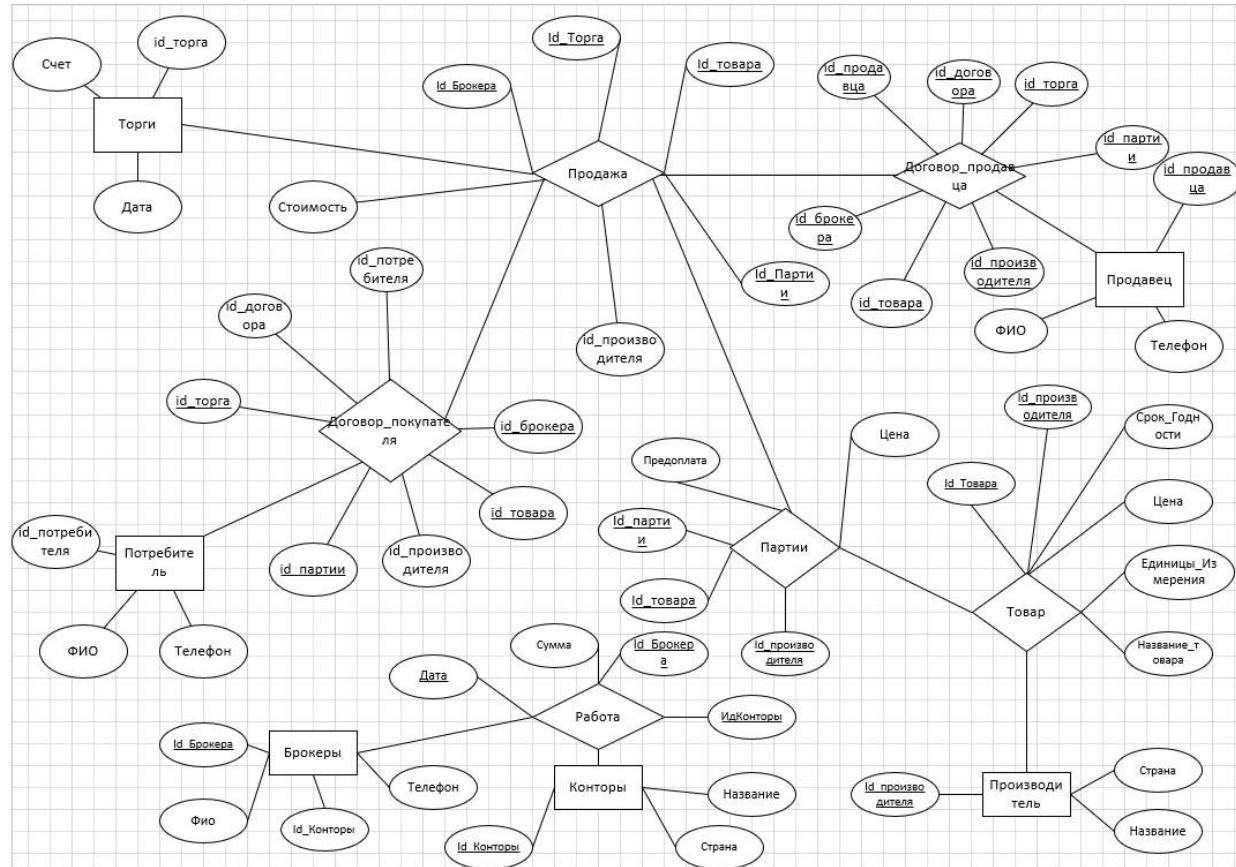 Счет
id_торга
Торги
Дата
Id_Брокера
Id_Торга
Id_товара
Продажа
Стоимость
id_произво
дителя
Id_Парти
и
id_прода
вца
id_догов
ора
id_торга
id_парти
и
id_продав
ца
Договор_продав
ца
id_броке
ра
id_товара
id_произв
одителя
Продавец
ФИО
Телефон
id_потре
бителя
id_догов
ора
id_торга
Договор_покупате
ля
id_брокера
id_товара
id_произво
дителя
id_партии
id_потреби
теля
Потребите
ль
ФИО
Телефон
Предоплата
Цена
Id_парти
и
Партии
Id_товара
Id_произво
дителя
Id_произв
одителя
Срок_Годн
ости
Id_Товара
Цена
Единицы_Из
мерения
Товар
Название_т
овара
Сумма
Id_Брокер
а
Дата
Работа
ИдКонторы
Id_Брокера
Брокеры
Телефон
Фио
Id_Конторы
Конторы
Название
Id_Конторы
Страна
Id_произво
дителя
Производи
тель
Страна
Название